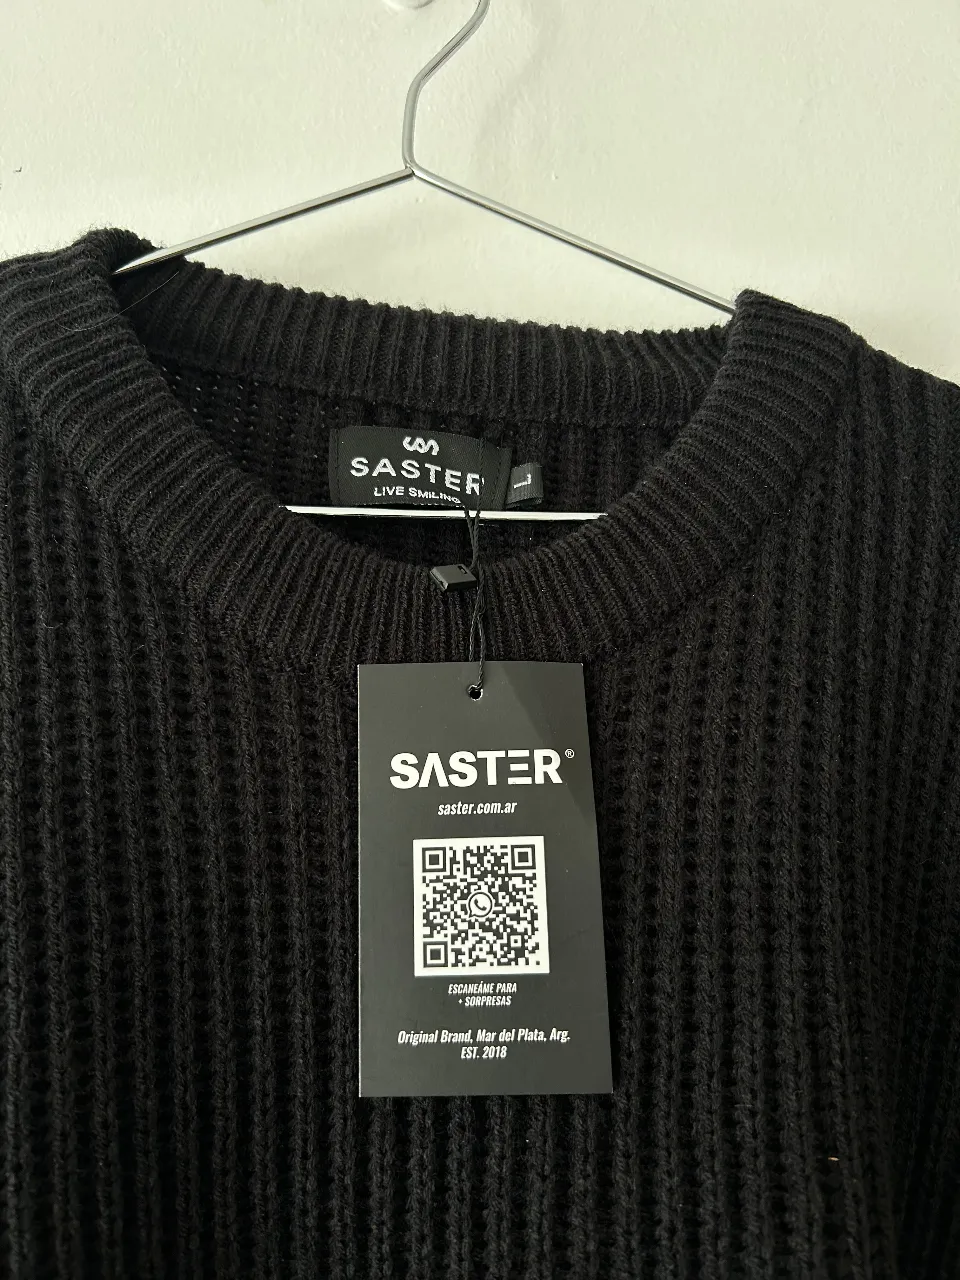 SASTER
LIVE SMILING
L
SASTER®
saster.com.ar
ESCANEÁME PARA
+ SORPRESAS
Original Brand, Mar del Plata, Arg.
EST. 2018